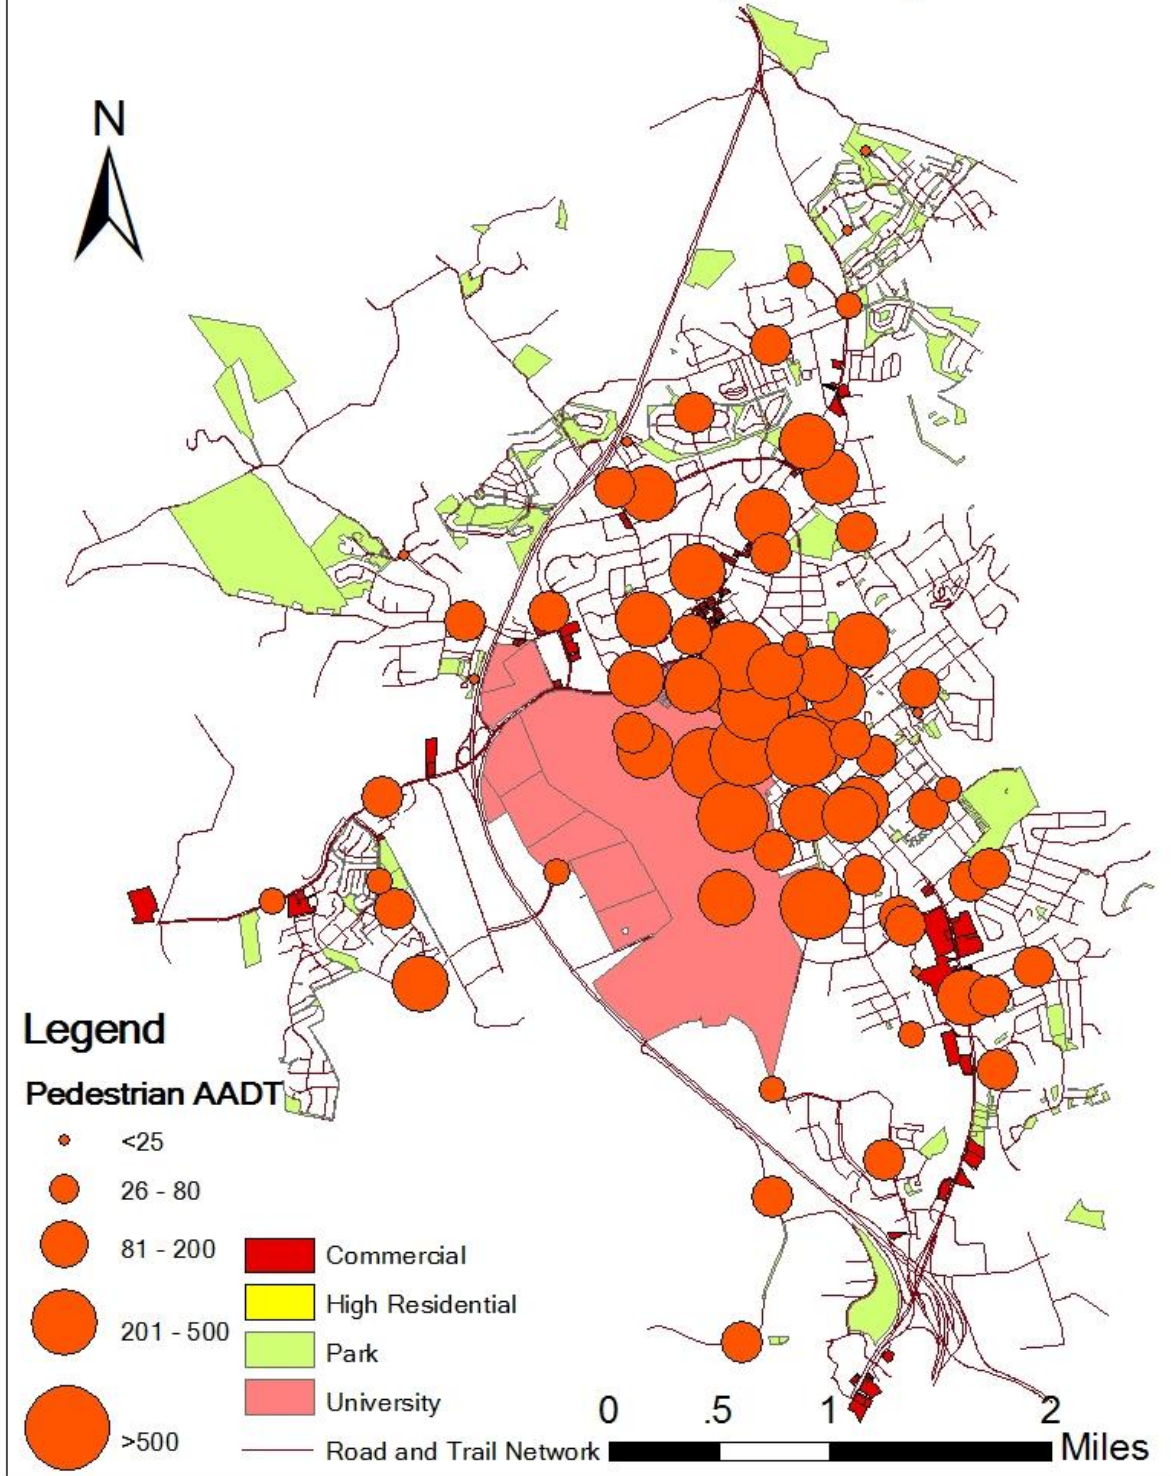 N
Legend
Pedestrian AADT
<25
26 - 80
81 - 200
201 - 500
>500
Commercial
High Residential
Park
University
Road and Trail Network
0 .5 1 2
Miles